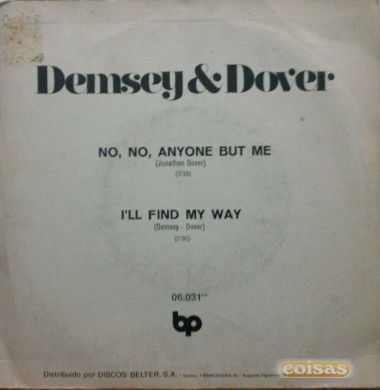 Demsey & Dover
NO, NO, ANYONE BUT ME
(Jonathan Dover)
I'LL FIND MY WAY
(Demsey - Dover)
06.031
bp
Distribuido por DISCOS BELTER, S.A.
coisas